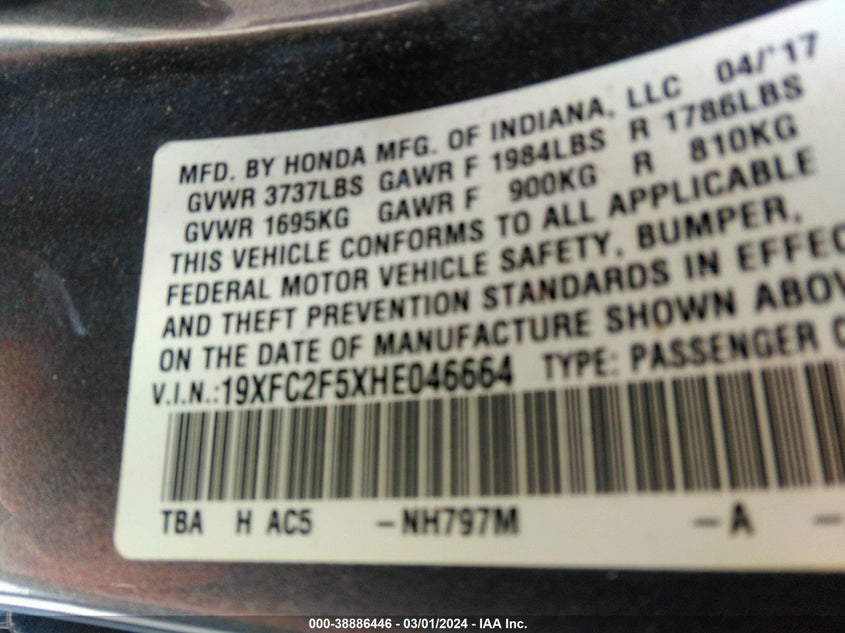 MFD. BY HONDA MFG. OF INDIANA, LLC 04/'17
GVWR 3737LBS GAWR F 1984LBS R 1786LBS
GVWR 1695KG GAWR F 900KG R 810KG
THIS VEHICLE CONFORMS TO ALL APPLICABLE
FEDERAL MOTOR VEHICLE SAFETY, BUMPER,
AND THEFT PREVENTION STANDARDS IN EFFEC
ON THE DATE OF MANUFACTURE SHOWN ABOV
V.I.N.:19XFC2F5XHE046664 TYPE: PASSENGER C
TBA H AC5 -NH797M -A -
000-38886446 - 03/01/2024 - IAA Inc.